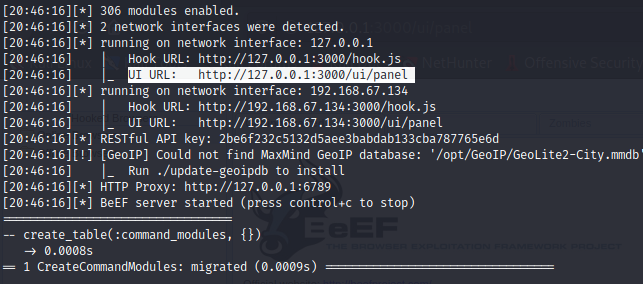 [20:46:16][*] 306 modules enabled.
[20:46:16][*] 2 network interfaces were detected.
[20:46:16][*] running on network interface: 127.0.0.1
[20:46:16]    |   Hook URL: http://127.0.0.1:3000/hook.js
[20:46:16]    |_  UI URL:   http://127.0.0.1:3000/ui/panel
[20:46:16][*] running on network interface: 192.168.67.134
[20:46:16]    |   Hook URL: http://192.168.67.134:3000/hook.js
[20:46:16]    |_  UI URL:   http://192.168.67.134:3000/ui/panel
[20:46:16][*] RESTful API key: 2be6f232c5132d5aee3babdab133cba787765e6d
[20:46:16][!] [GeoIP] Could not find MaxMind GeoIP database: '/opt/GeoIP/GeoLite2-City.mmdb'
[20:46:16]    |_  Run ./update-geoipdb to install
[20:46:16][*] HTTP Proxy: http://127.0.0.1:6789
[20:46:16][*] BeEF server started (press control+c to stop)
== 1 CreateCommandModules: migrating ==================================
-- create_table(:command_modules, {})
   -> 0.0008s
== 1 CreateCommandModules: migrated (0.0009s) =================================